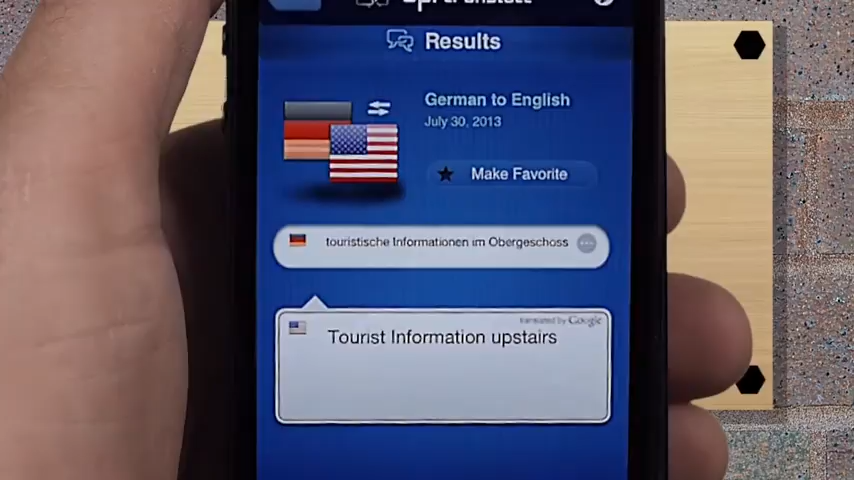 Results
German to English
July 30, 2013
Make Favorite
touristische Informationen im Obergeschoss
translated by Google
Tourist Information upstairs